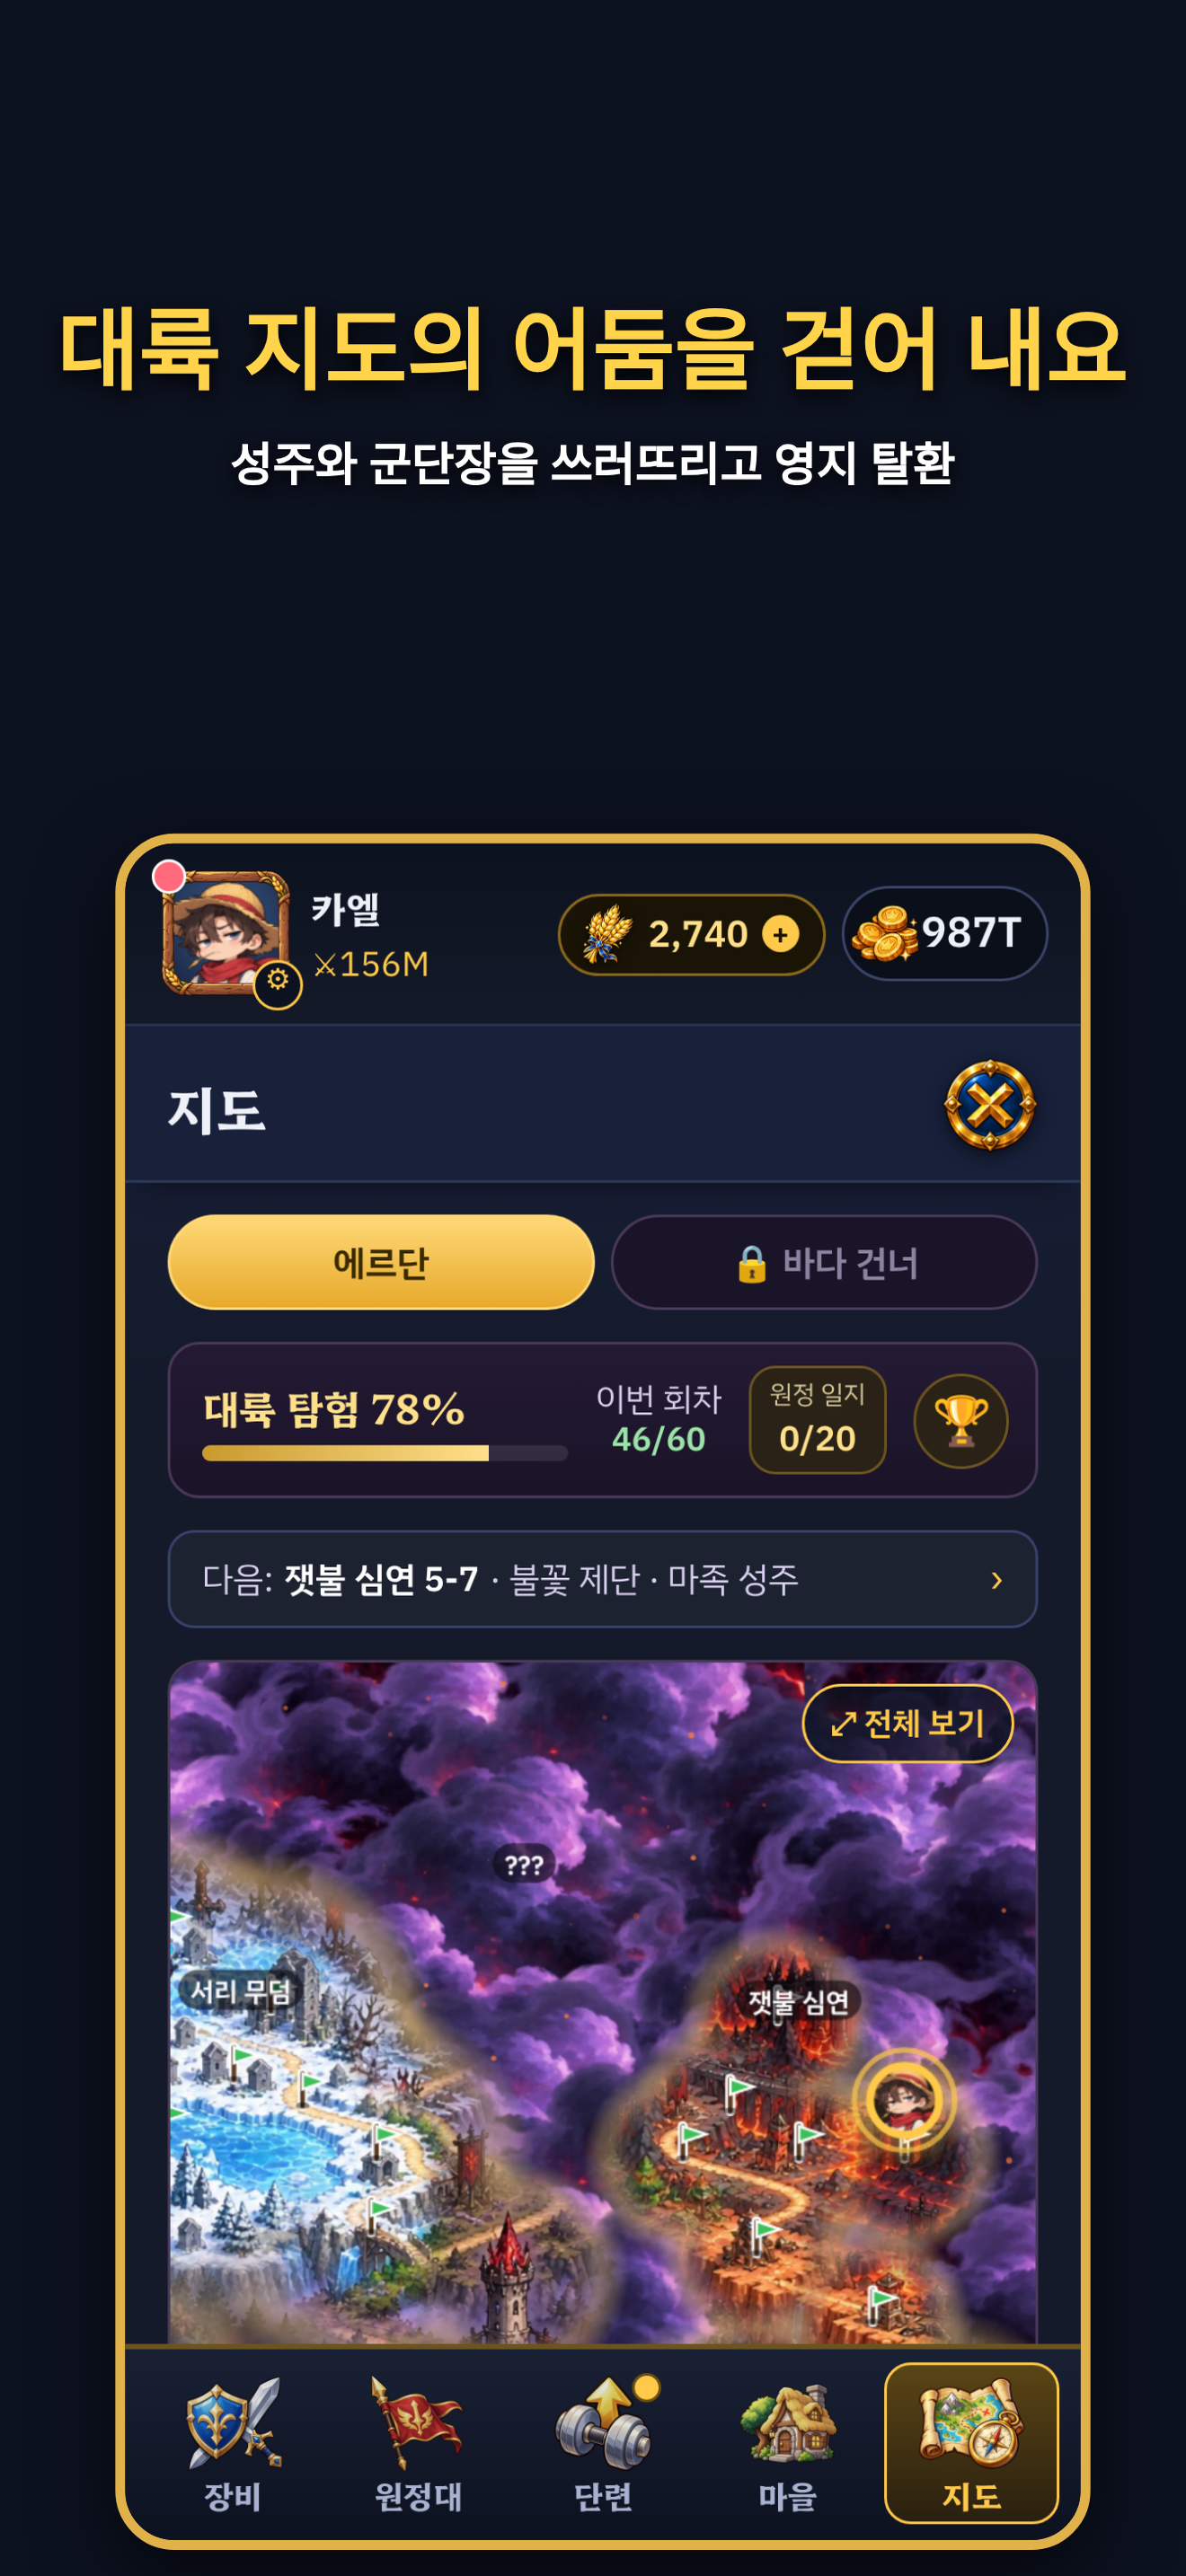 대륙 지도의 어둠을 걷어 내요
성주와 군단장을 쓰러뜨리고 영지 탈환
카엘
⚔156M
2,740 +
987T
지도
에르단
바다 건너
대륙 탐험 78%
이번 회차
46/60
원정 일지
0/20
다음: 잿불 심연 5-7 · 불꽃 제단 · 마족 성주 ›
전체 보기
???
서리 무덤
잿불 심연
장비
원정대
단련
마을
지도